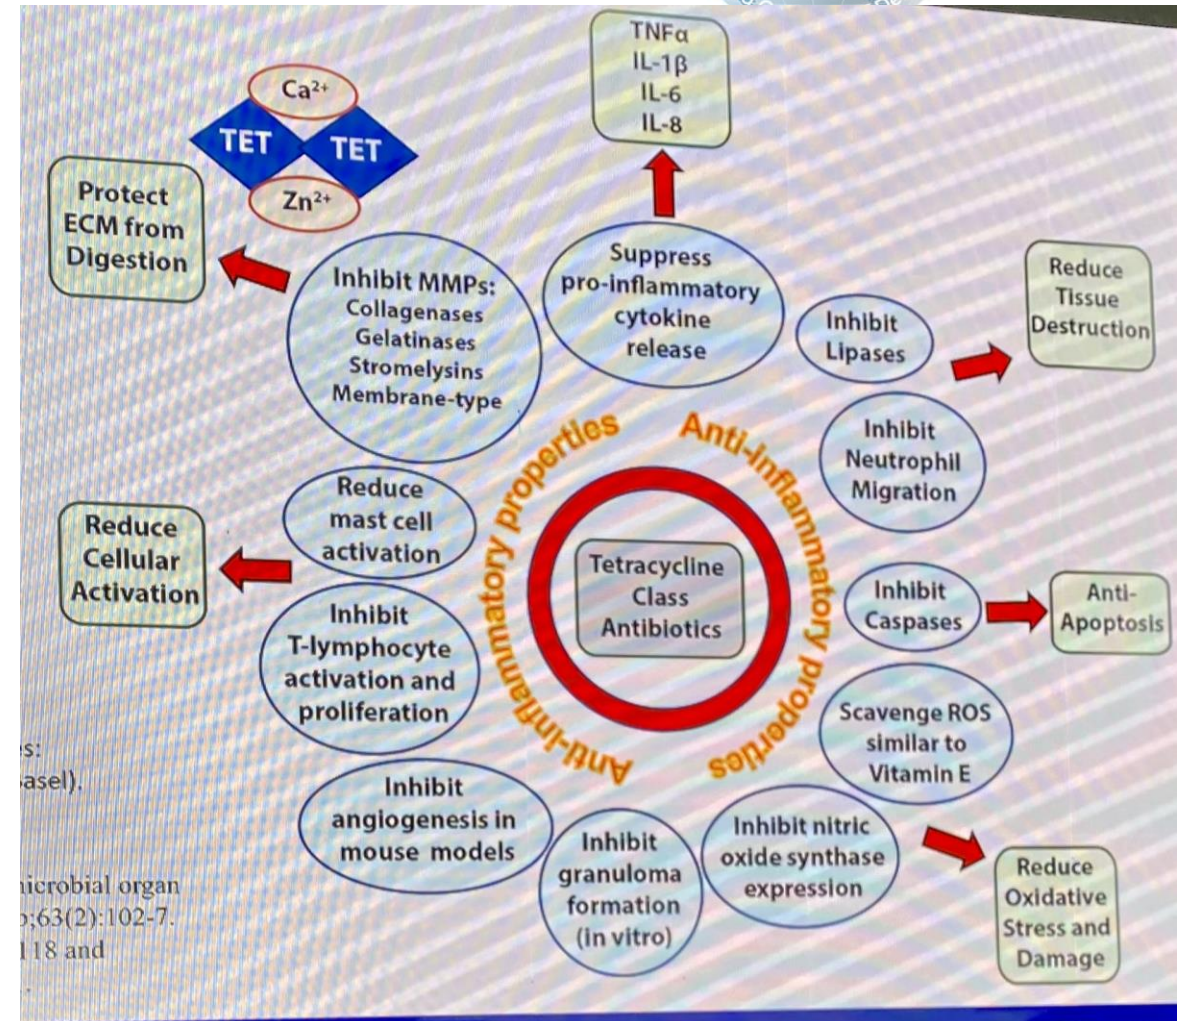 TNFα
IL-1β
IL-6
IL-8
Ca²⁺
TET
TET
Zn²⁺
Protect
ECM from
Digestion
Inhibit MMPs:
Collagenases
Gelatinases
Stromelysins
Membrane-type
Suppress
pro-inflammatory
cytokine
release
Inhibit
Lipases
Reduce
Tissue
Destruction
Inhibit
Neutrophil
Migration
Anti-inflammatory properties
Anti-inflammatory properties
Tetracycline
Class
Antibiotics
Reduce
mast cell
activation
Reduce
Cellular
Activation
Inhibit
T-lymphocyte
activation and
proliferation
Inhibit
Caspases
Anti-
Apoptosis
Scavenge ROS
similar to
Vitamin E
Inhibit
angiogenesis in
mouse models
Inhibit
granuloma
formation
(in vitro)
Inhibit nitric
oxide synthase
expression
Reduce
Oxidative
Stress and
Damage
s:
asel).
icrobial organ
;63(2):102-7.
118 and